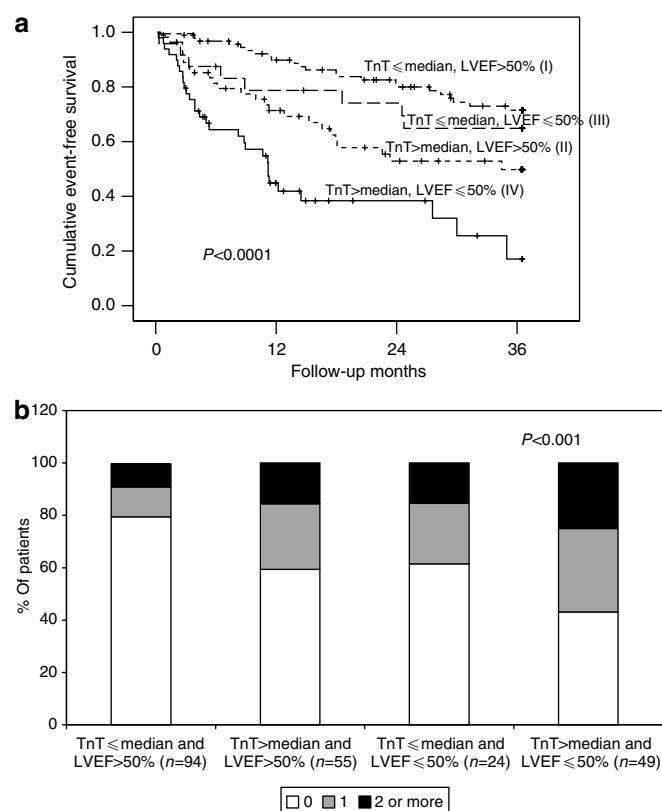 a
Cumulative event-free survival
1.0
0.8
0.6
0.4
0.2
0.0
TnT ⩽ median, LVEF>50% (I)
TnT ⩽ median, LVEF ⩽ 50% (III)
TnT>median, LVEF>50% (II)
TnT>median, LVEF ⩽ 50% (IV)
P<0.0001
0 12 24 36
Follow-up months
b
% Of patients
120
100
80
60
40
20
0
P<0.001
TnT ⩽ median and
LVEF>50% (n=94)
TnT>median and
LVEF>50% (n=55)
TnT ⩽ median and
LVEF ⩽ 50% (n=24)
TnT>median and
LVEF ⩽ 50% (n=49)
0 1 2 or more